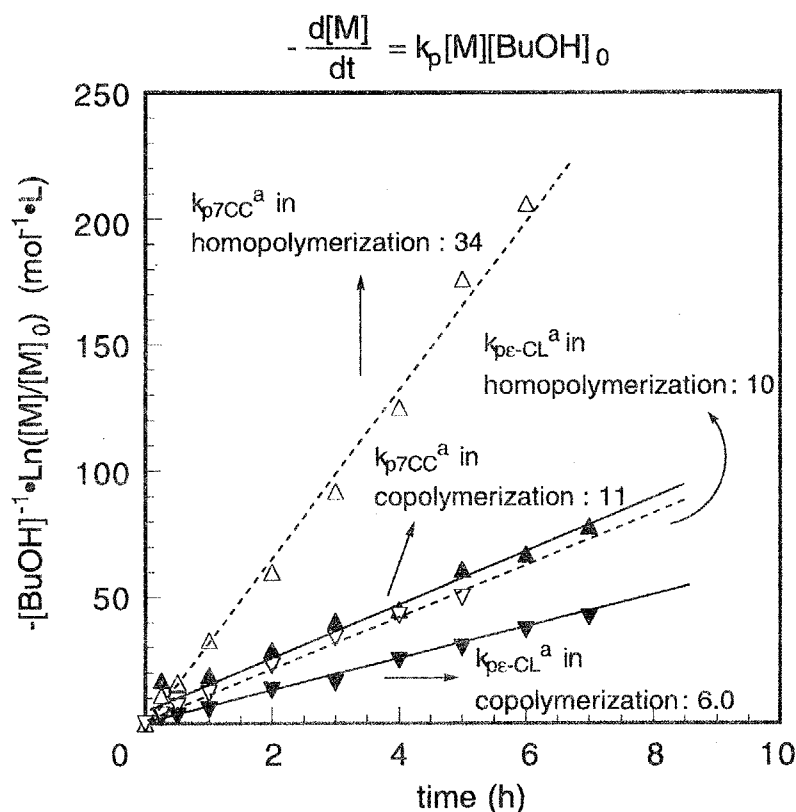 - d[M]/dt = kp[M][BuOH]0
250
200
150
100
50
0
2
4
6
8
10
-[BuOH]-1•Ln([M]/[M]0) (mol-1•L)
time (h)
kp7CCa in
homopolymerization : 34
kpε-CLa in
homopolymerization : 10
kp7CCa in
copolymerization : 11
kpε-CLa in
copolymerization : 6.0